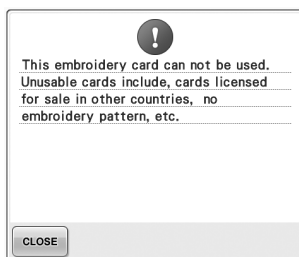 !
This embroidery card can not be used.
Unusable cards include, cards licensed
for sale in other countries, no
embroidery pattern, etc.
CLOSE